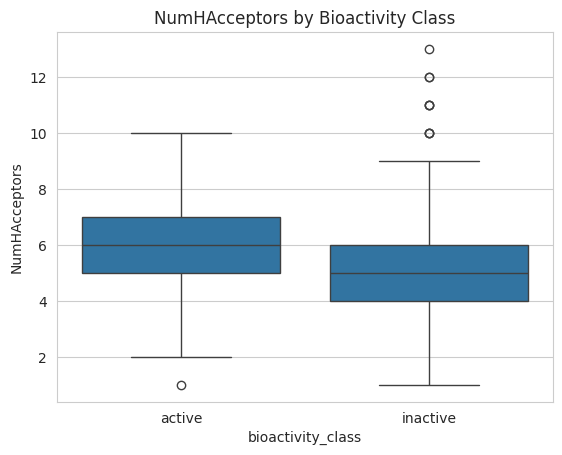 NumHAcceptors by Bioactivity Class
12
10
8
6
4
2
NumHAcceptors
active
inactive
bioactivity_class